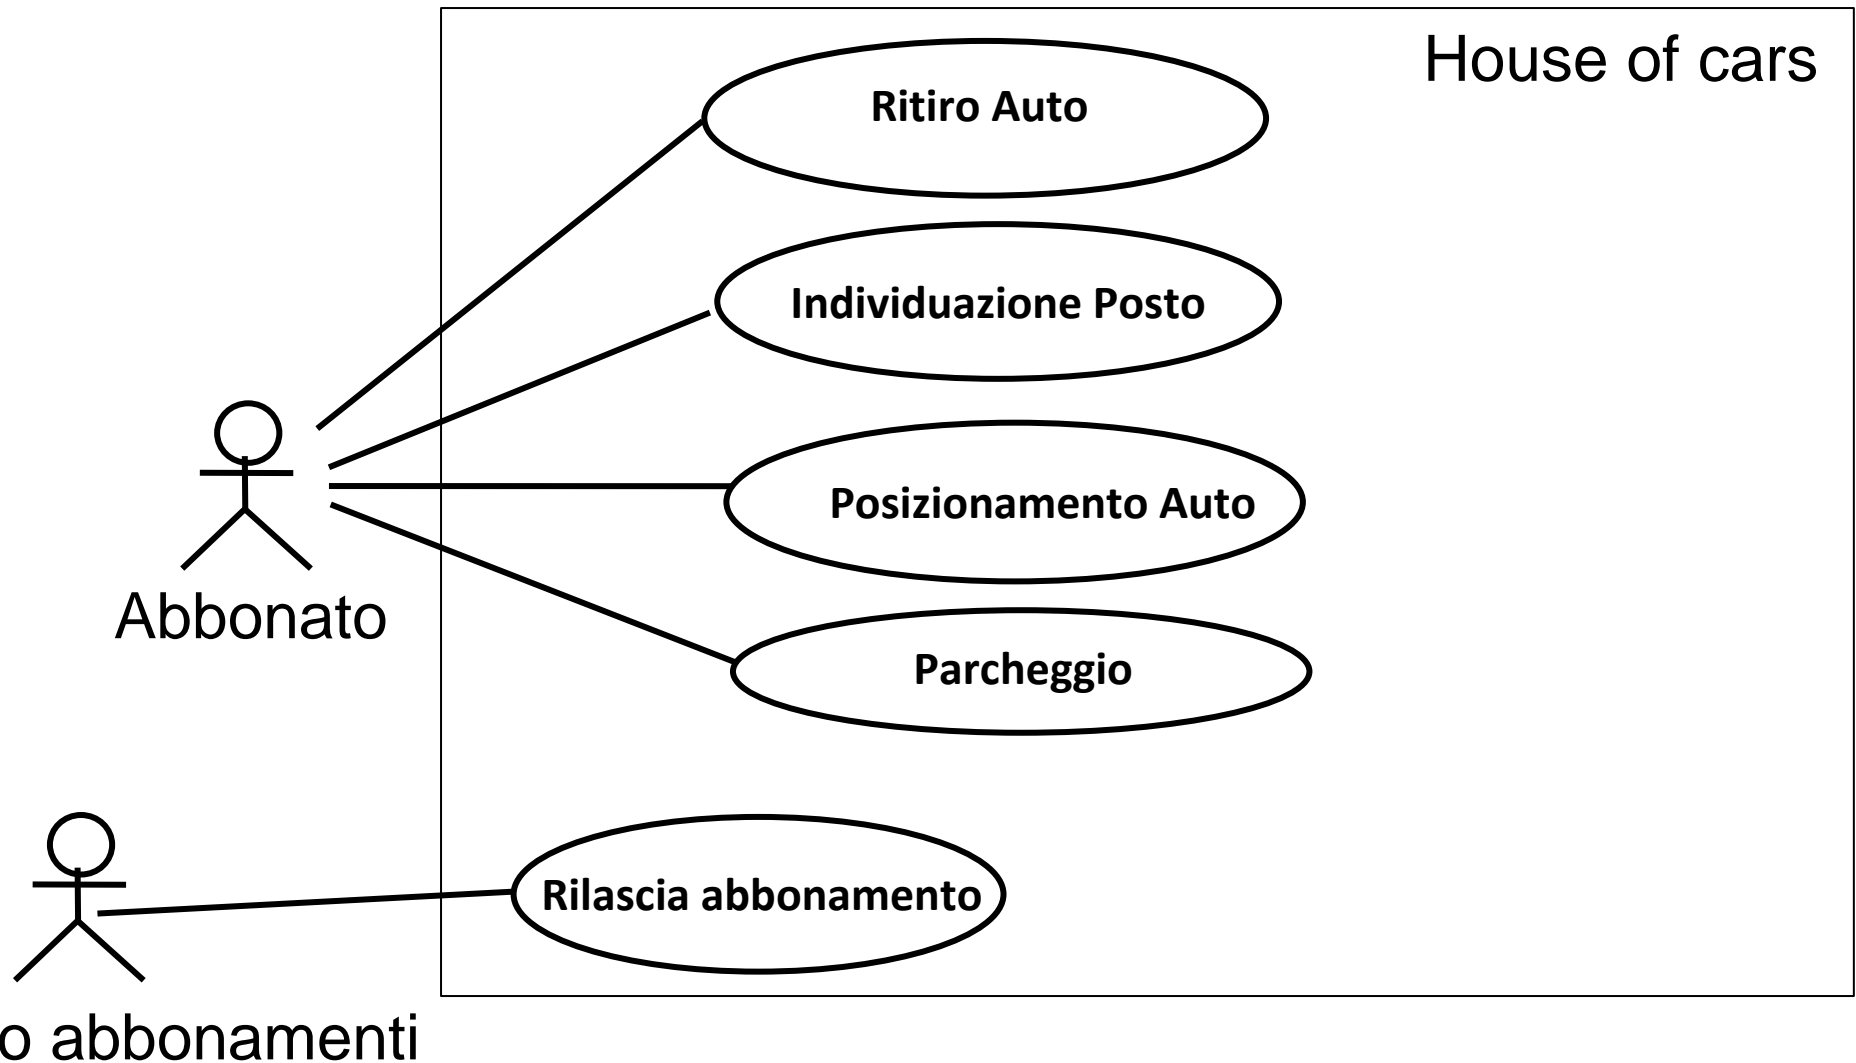 House of cars
Ritiro Auto
Individuazione Posto
Posizionamento Auto
Abbonato
Parcheggio
Rilascia abbonamento
o abbonamenti